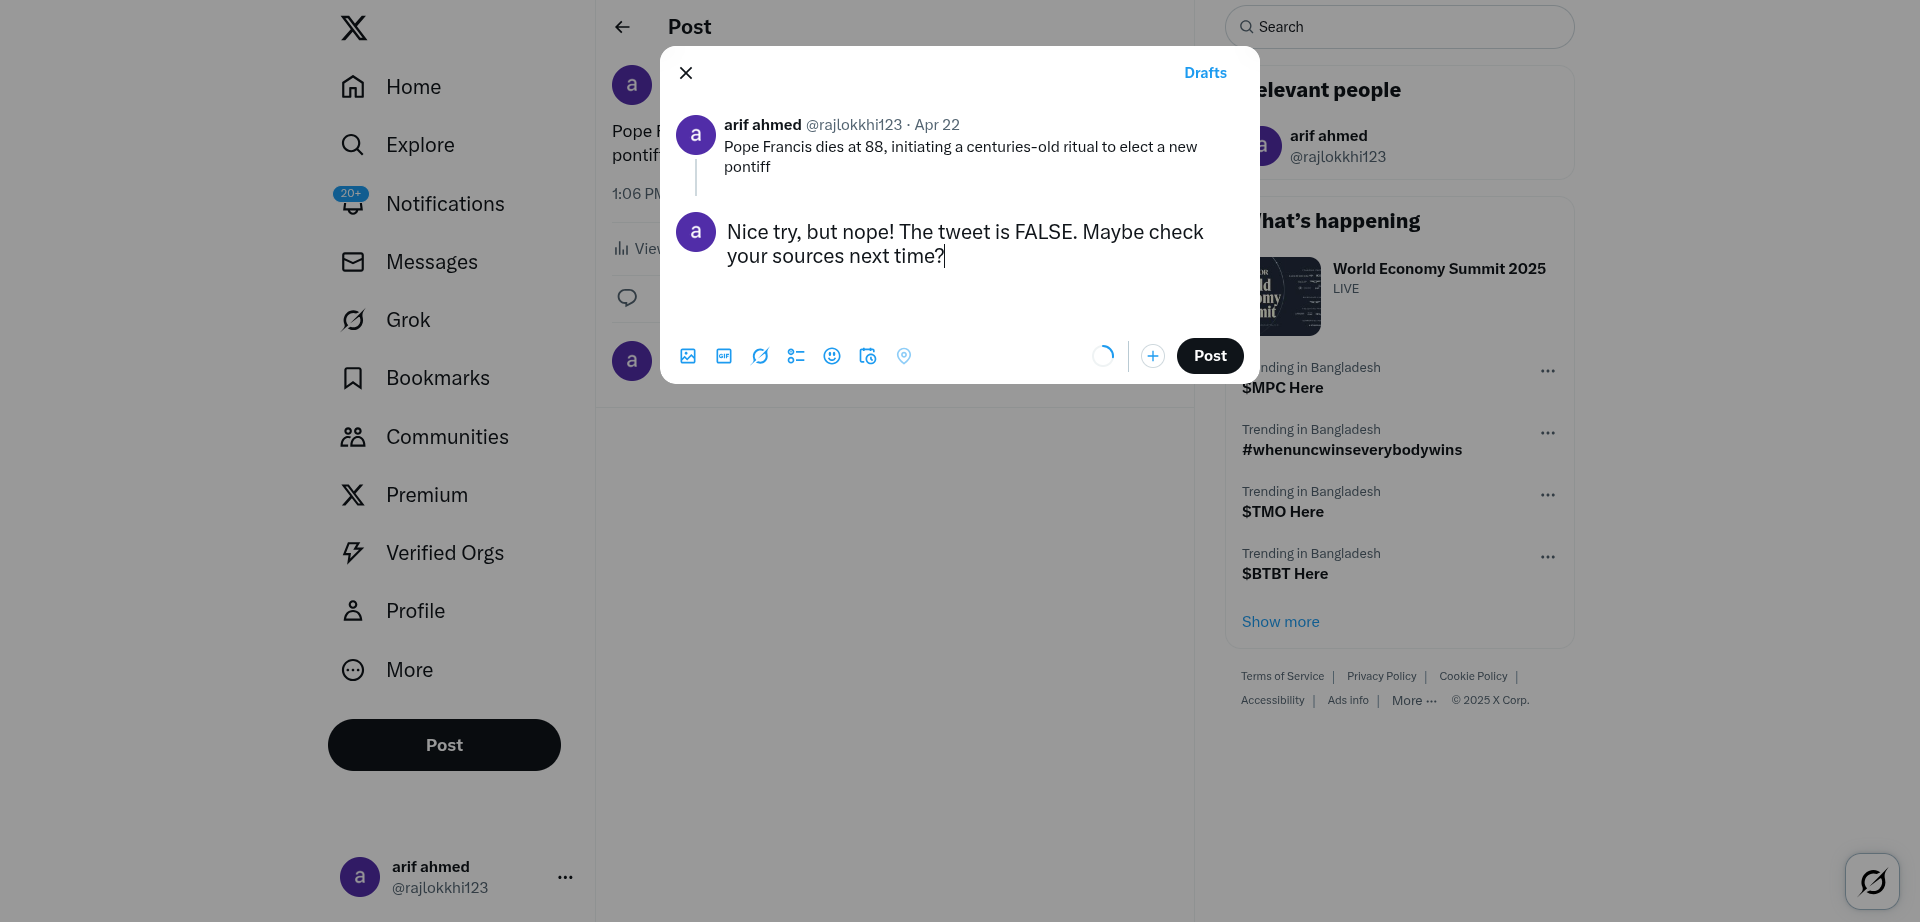 Home
Explore
20+
Notifications
Messages
Grok
Bookmarks
Communities
Premium
Verified Orgs
Profile
More
Post
a
arif ahmed
@rajlokkhi123
Post
a
Pope
pontiff
1:06 PM
View
a
Drafts
a
arif ahmed @rajlokkhi123 · Apr 22
Pope Francis dies at 88, initiating a centuries-old ritual to elect a new
pontiff
a
Nice try, but nope! The tweet is FALSE. Maybe check
your sources next time?
GIF
Post
Search
elevant people
a
arif ahmed
@rajlokkhi123
hat's happening
World Economy Summit 2025
LIVE
nding in Bangladesh
$MPC Here
Trending in Bangladesh
#whenuncwinseverybodywins
Trending in Bangladesh
$TMO Here
Trending in Bangladesh
$BTBT Here
Show more
Terms of Service | Privacy Policy | Cookie Policy |
Accessibility | Ads info | More ··· © 2025 X Corp.